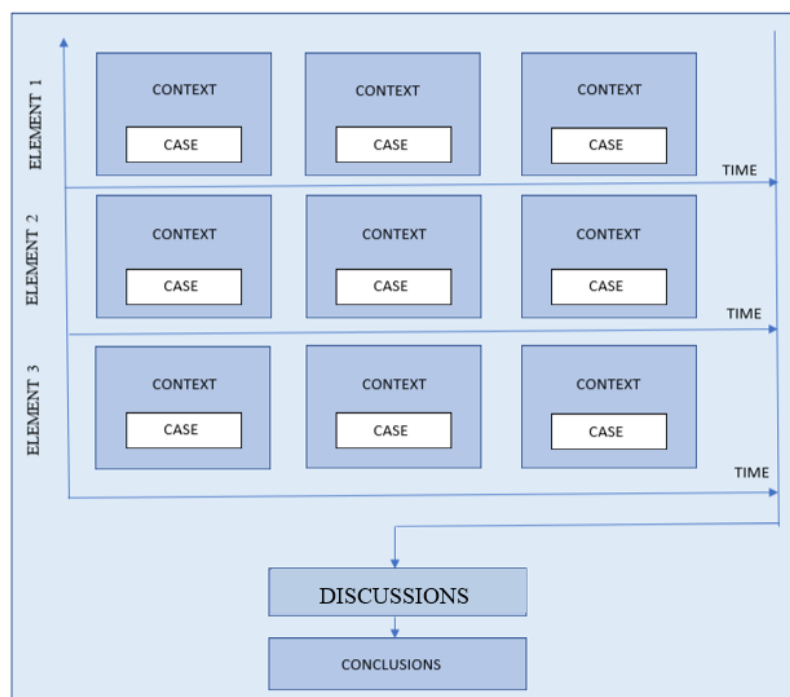 ELEMENT 1
CONTEXT
CONTEXT
CONTEXT
CASE
CASE
CASE
TIME
ELEMENT 2
CONTEXT
CONTEXT
CONTEXT
CASE
CASE
CASE
TIME
ELEMENT 3
CONTEXT
CONTEXT
CONTEXT
CASE
CASE
CASE
TIME
DISCUSSIONS
CONCLUSIONS